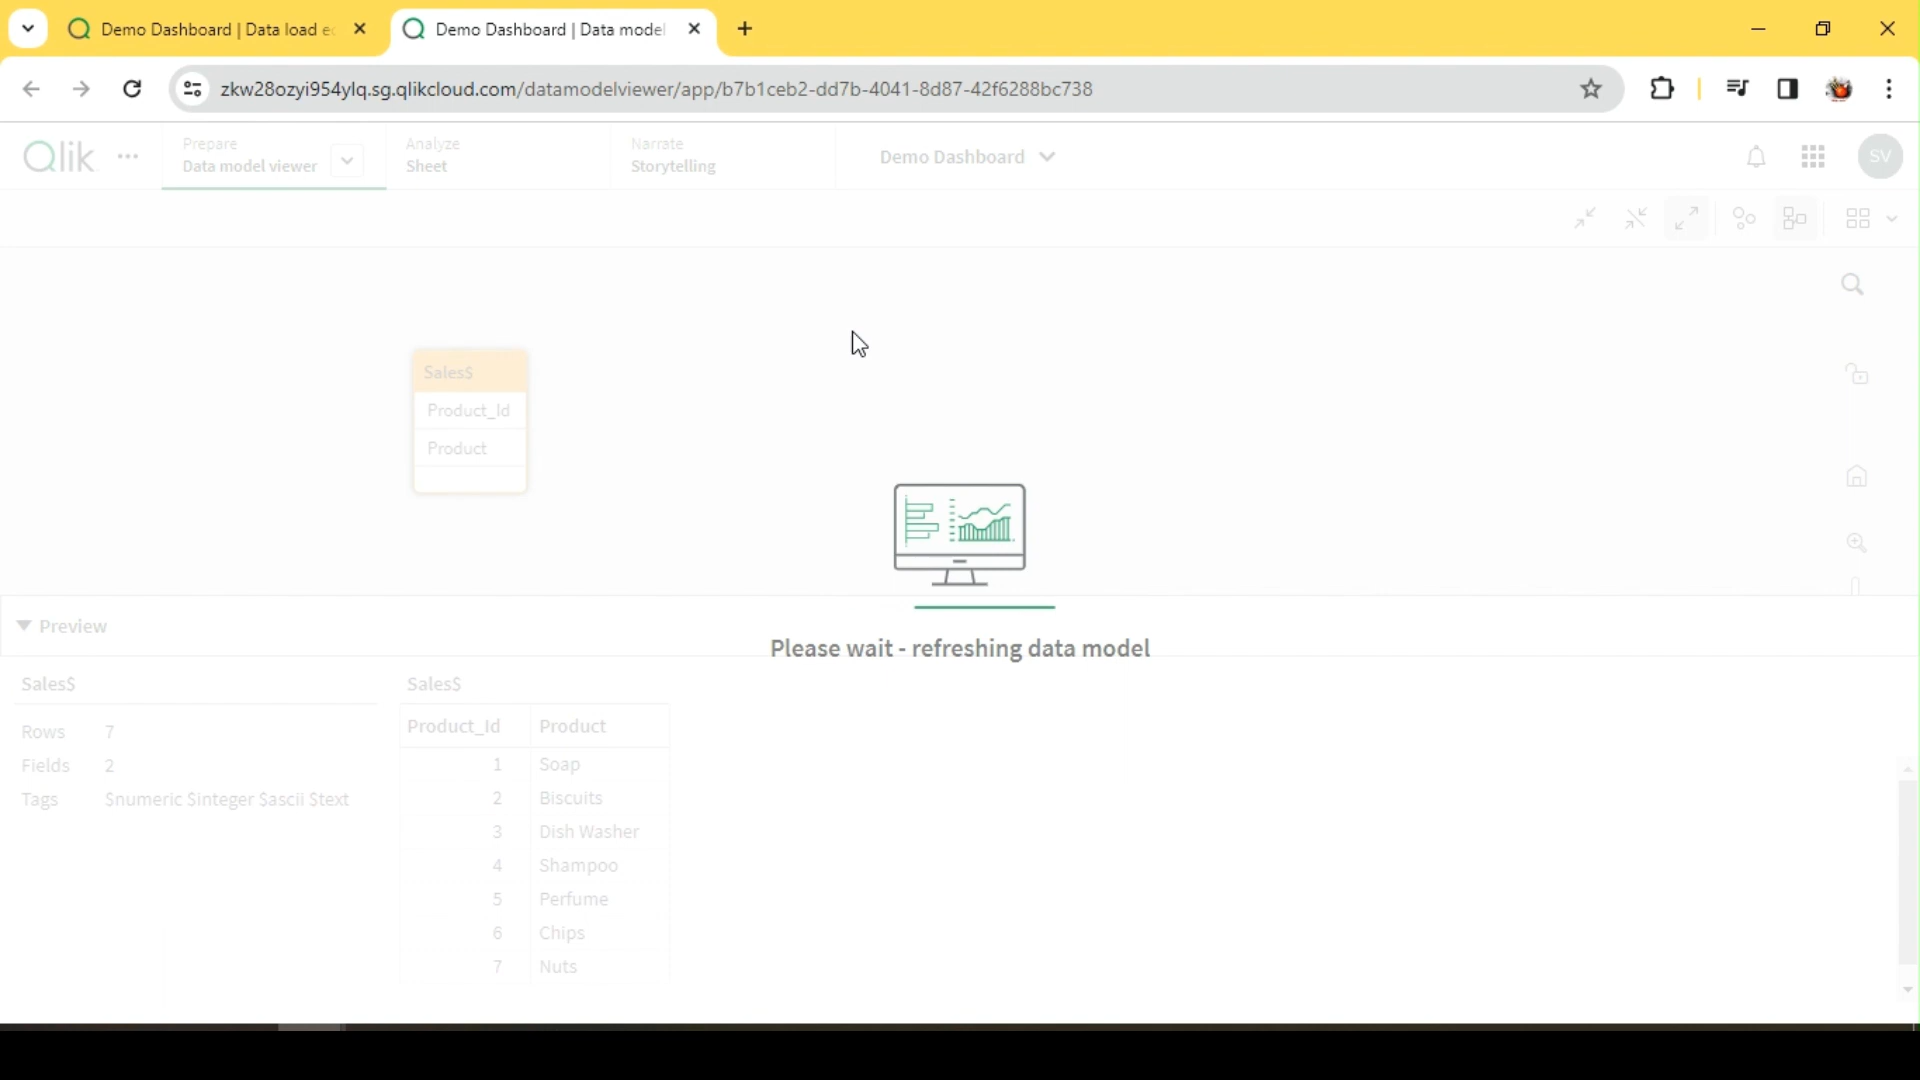 Demo Dashboard | Data load ec
Demo Dashboard | Data model
zkw28ozyi954ylq.sg.qlikcloud.com/datamodelviewer/app/b7b1ceb2-dd7b-4041-8d87-42f6288bc738
Qlik
Prepare
Data model viewer
Analyze
Sheet
Narrate
Storytelling
Demo Dashboard
SV
Sales$
Product_Id
Product
Preview
Please wait - refreshing data model
Sales$
Rows 7
Fields 2
Tags $numeric $integer $ascii $text
Sales$
Product_Id Product
1 Soap
2 Biscuits
3 Dish Washer
4 Shampoo
5 Perfume
6 Chips
7 Nuts